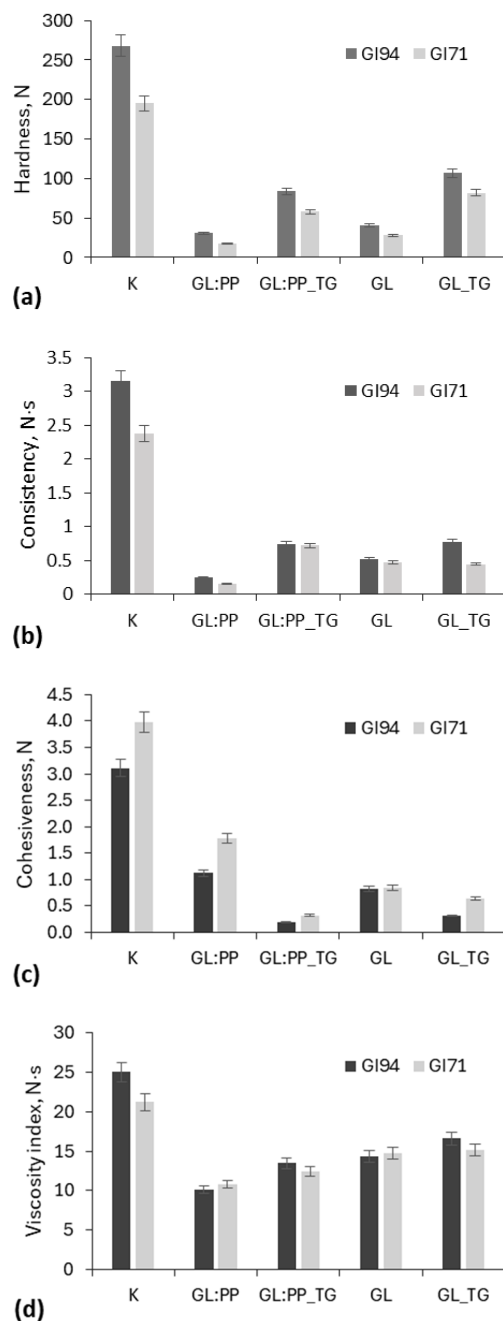 300
250
200
150
100
50
0
Hardness, N
GI94 GI71
K GL:PP GL:PP_TG GL GL_TG
(a)
3.5
3
2.5
2
1.5
1
0.5
0
Consistency, N·s
GI94 GI71
K GL:PP GL:PP_TG GL GL_TG
(b)
4.5
4.0
3.5
3.0
2.5
2.0
1.5
1.0
0.5
0.0
Cohesiveness, N
GI94 GI71
K GL:PP GL:PP_TG GL GL_TG
(c)
30
25
20
15
10
5
0
Viscosity index, N·s
GI94 GI71
K GL:PP GL:PP_TG GL GL_TG
(d)